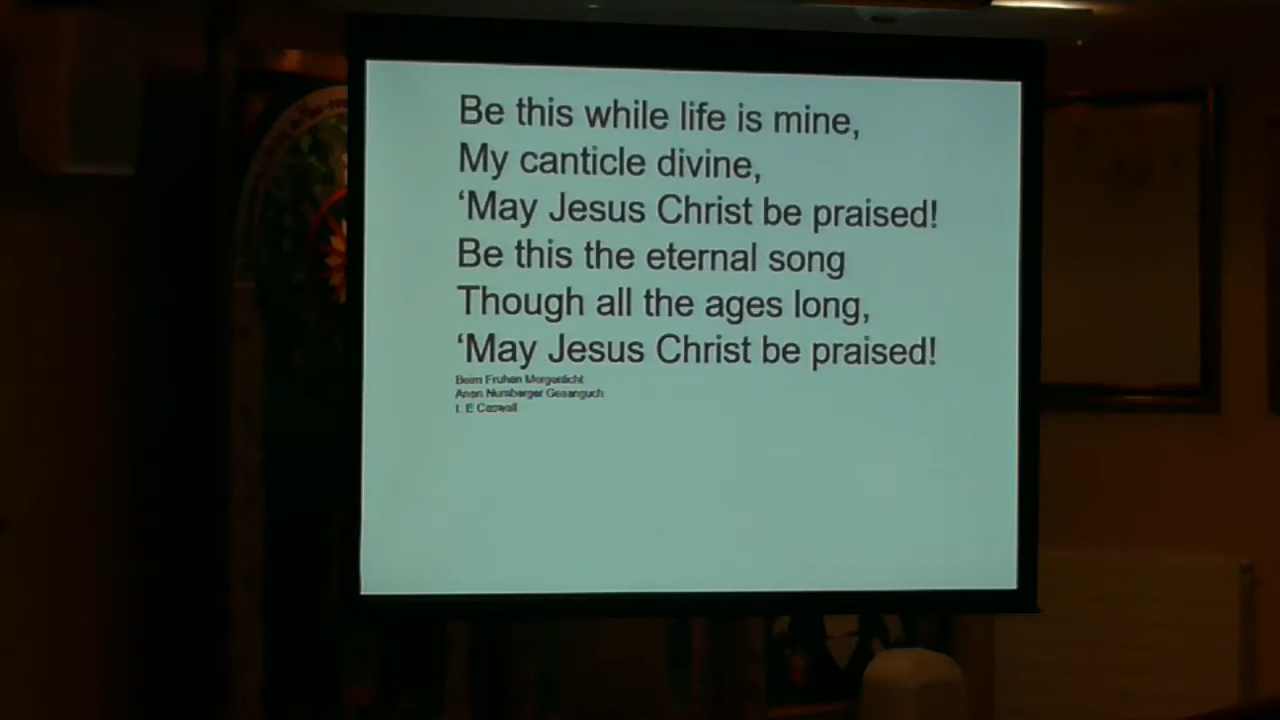 Be this while life is mine,
My canticle divine,
‘May Jesus Christ be praised!
Be this the eternal song
Though all the ages long,
‘May Jesus Christ be praised!
Beim Fruhen Morgenlicht
Anon Nurnberger Gesanguch
t. E Caswall